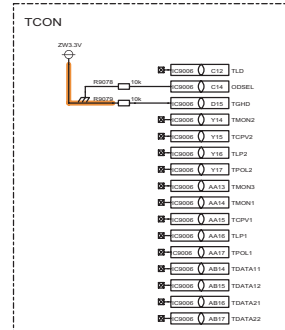 TCON
ZW3.3V
IC9006 C12 TLD
R9078 10k IC9006 C14 ODSEL
R9079 10k IC9006 D15 TGHD
IC9006 Y14 TMON2
IC9006 Y15 TCPV2
IC9006 Y16 TLP2
IC9006 Y17 TPOL2
IC9006 AA13 TMON3
IC9006 AA14 TMON1
IC9006 AA15 TCPV1
IC9006 AA16 TLP1
IC9006 AA17 TPOL1
IC9006 AB14 TDATA11
IC9006 AB15 TDATA12
IC9006 AB16 TDATA21
IC9006 AB17 TDATA22